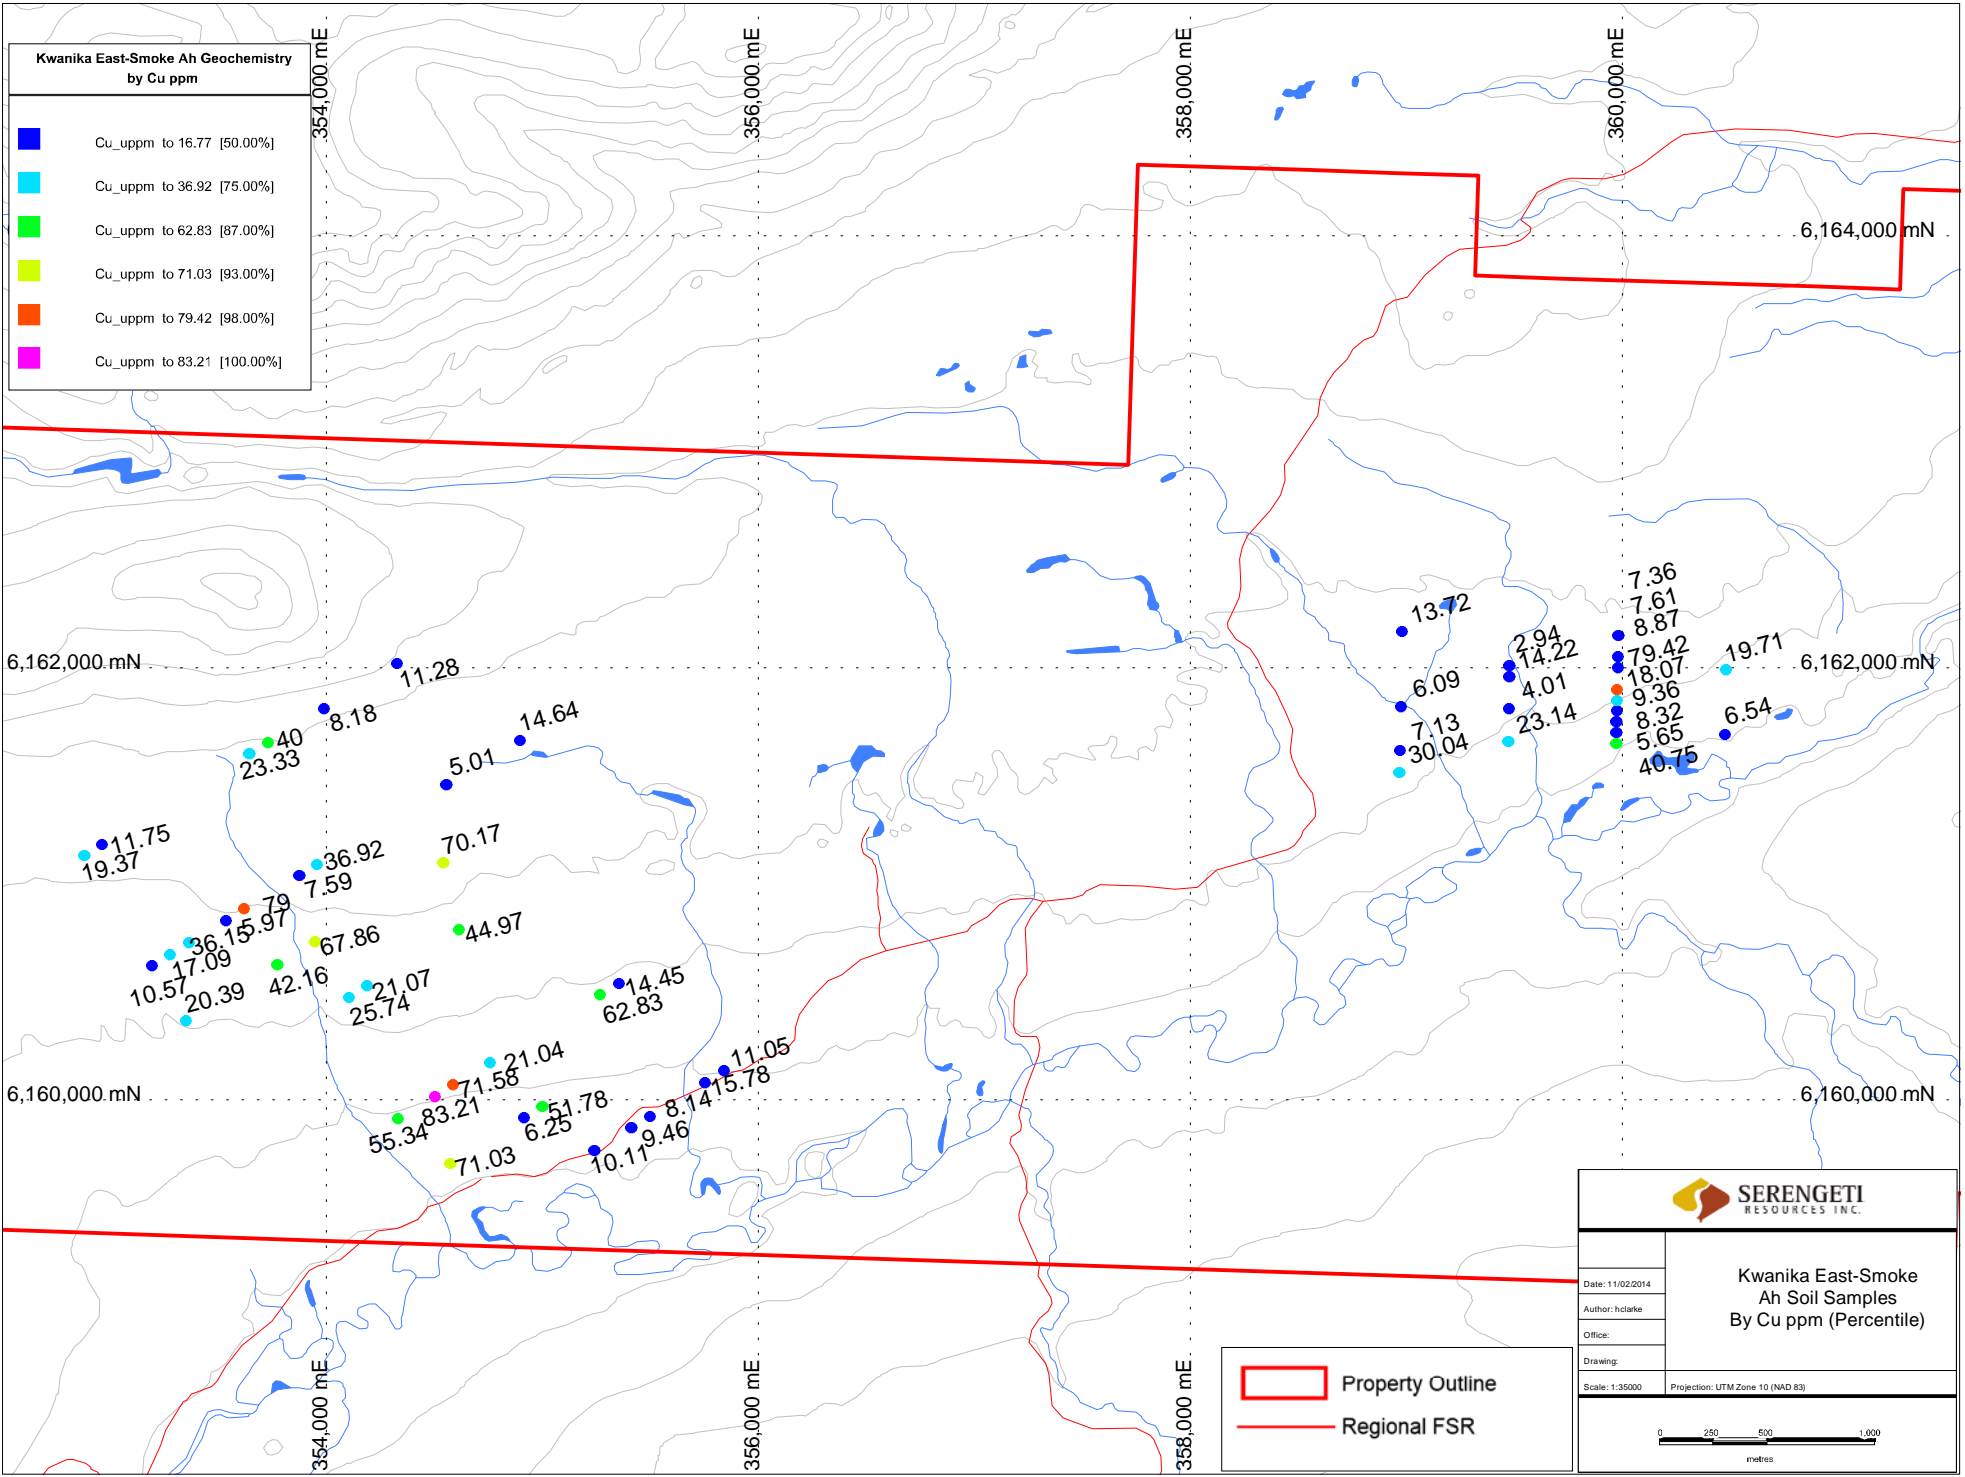 Kwanika East-Smoke Ah Geochemistry
by Cu ppm
Cu_uppm to 16.77 [50.00%]
Cu_uppm to 36.92 [75.00%]
Cu_uppm to 62.83 [87.00%]
Cu_uppm to 71.03 [93.00%]
Cu_uppm to 79.42 [98.00%]
Cu_uppm to 83.21 [100.00%]
354,000 mE
356,000 mE
358,000 mE
360,000 mE
6,164,000 mN
7.36
7.61
8.87
13.72
2.94
14.22
79.42
19.71
6,162,000 mN
6,162,000 mN
11.28
18.07
6.09
4.01
9.36
8.18
14.64
23.14
8.32
6.54
7.13
40
23.33
5.01
30.04
5.65
40.75
11.75
19.37
36.92
70.17
7.59
79
5.97
36.15
67.86
44.97
17.09
10.57
42.16
20.39
21.07
25.74
14.45
62.83
21.04
11.05
71.58
15.78
6,160,000 mN
6,160,000 mN
83.21
51.78
8.14
55.34
6.25
9.46
10.11
71.03
SERENGETI
RESOURCES INC.
Kwanika East-Smoke
Ah Soil Samples
By Cu ppm (Percentile)
Date: 11/02/2014
Author: hclarke
Office:
Drawing:
Scale: 1:35000
Projection: UTM Zone 10 (NAD 83)
0 250 500 1,000
metres
Property Outline
Regional FSR
354,000 mE
356,000 mE
358,000 mE